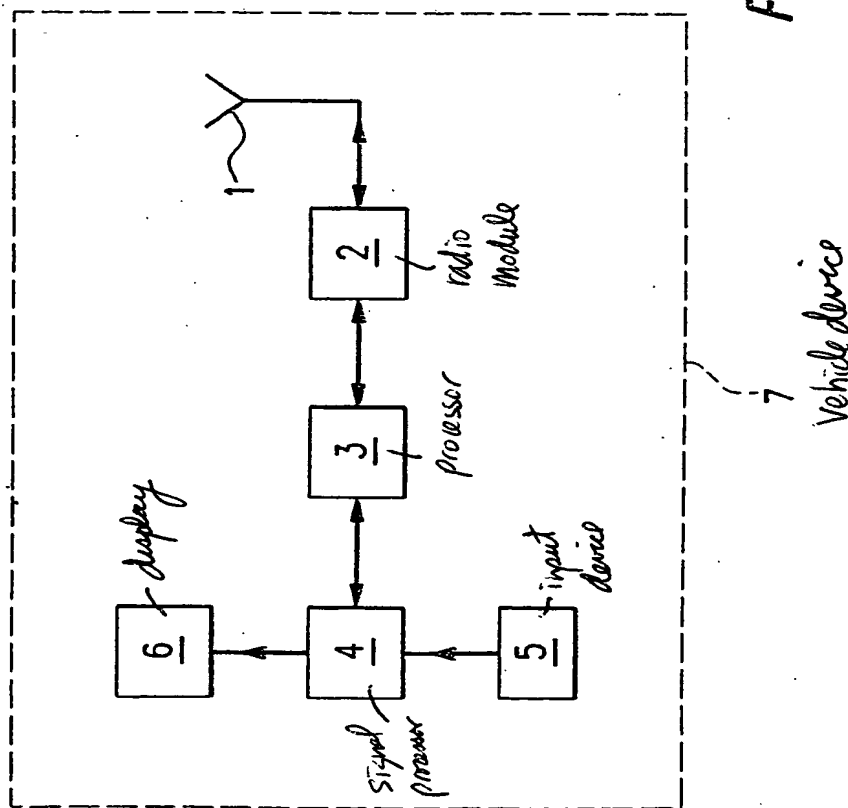 1
2
radio
module
3
processor
4
signal
processor
5
input
device
6
display
7
Vehicle device